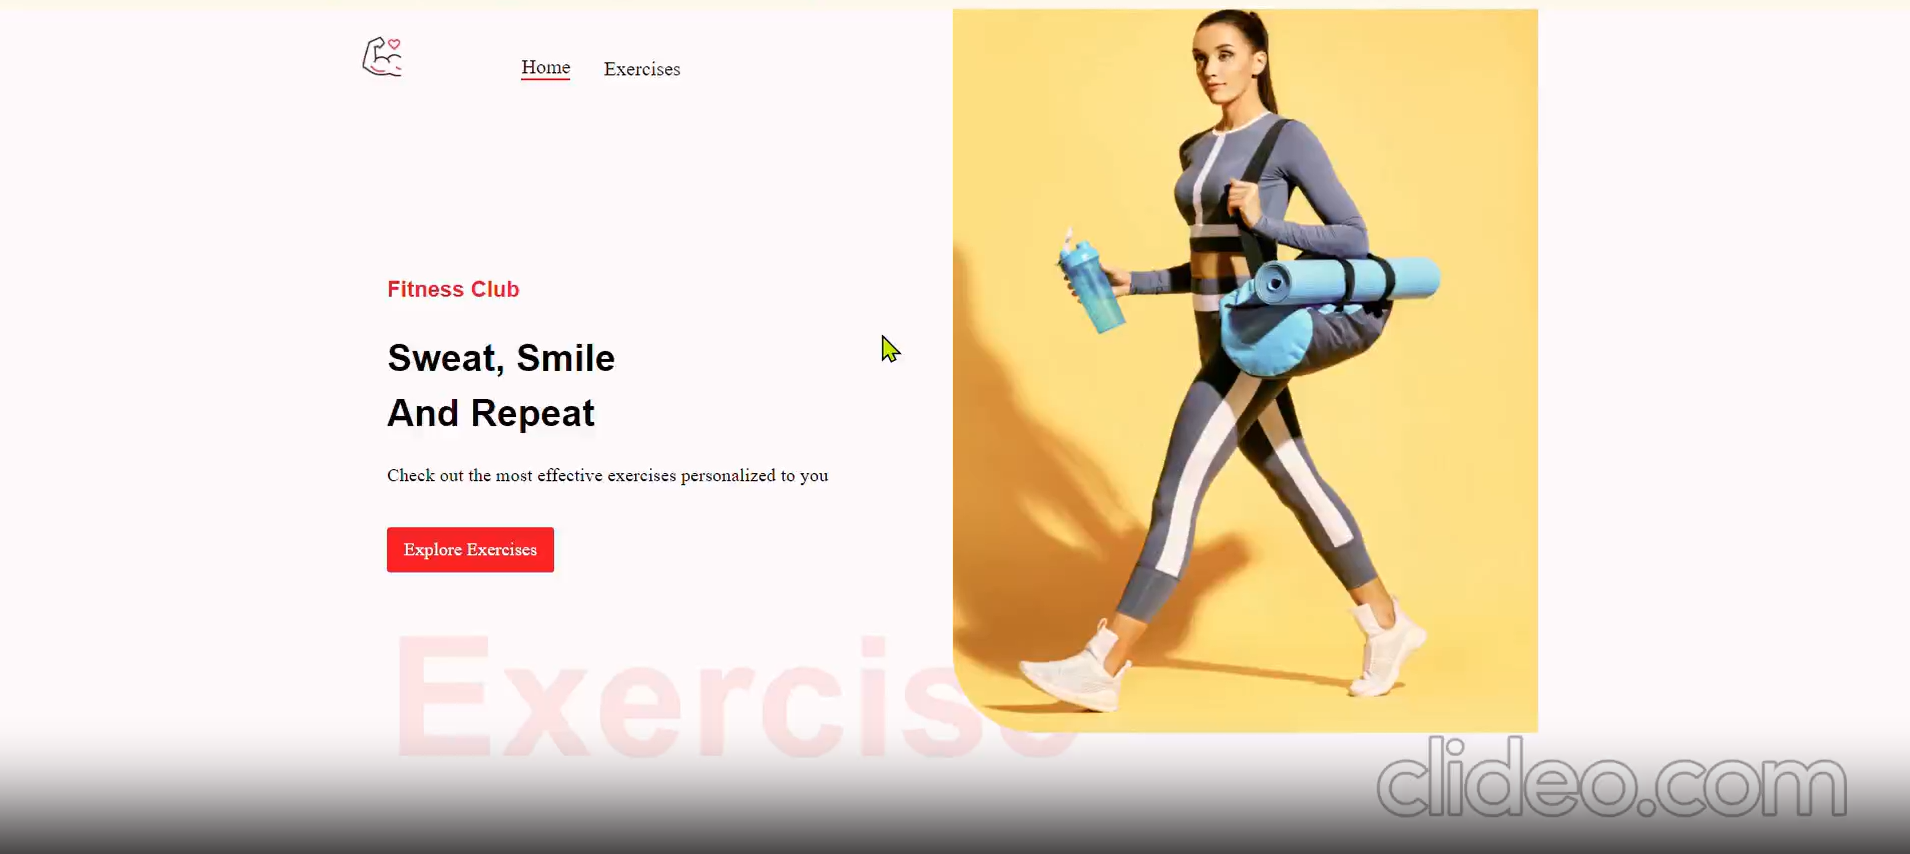 Home Exercises
Fitness Club
Sweat, Smile
And Repeat
Check out the most effective exercises personalized to you
Explore Exercises
Exercise
clideo.com